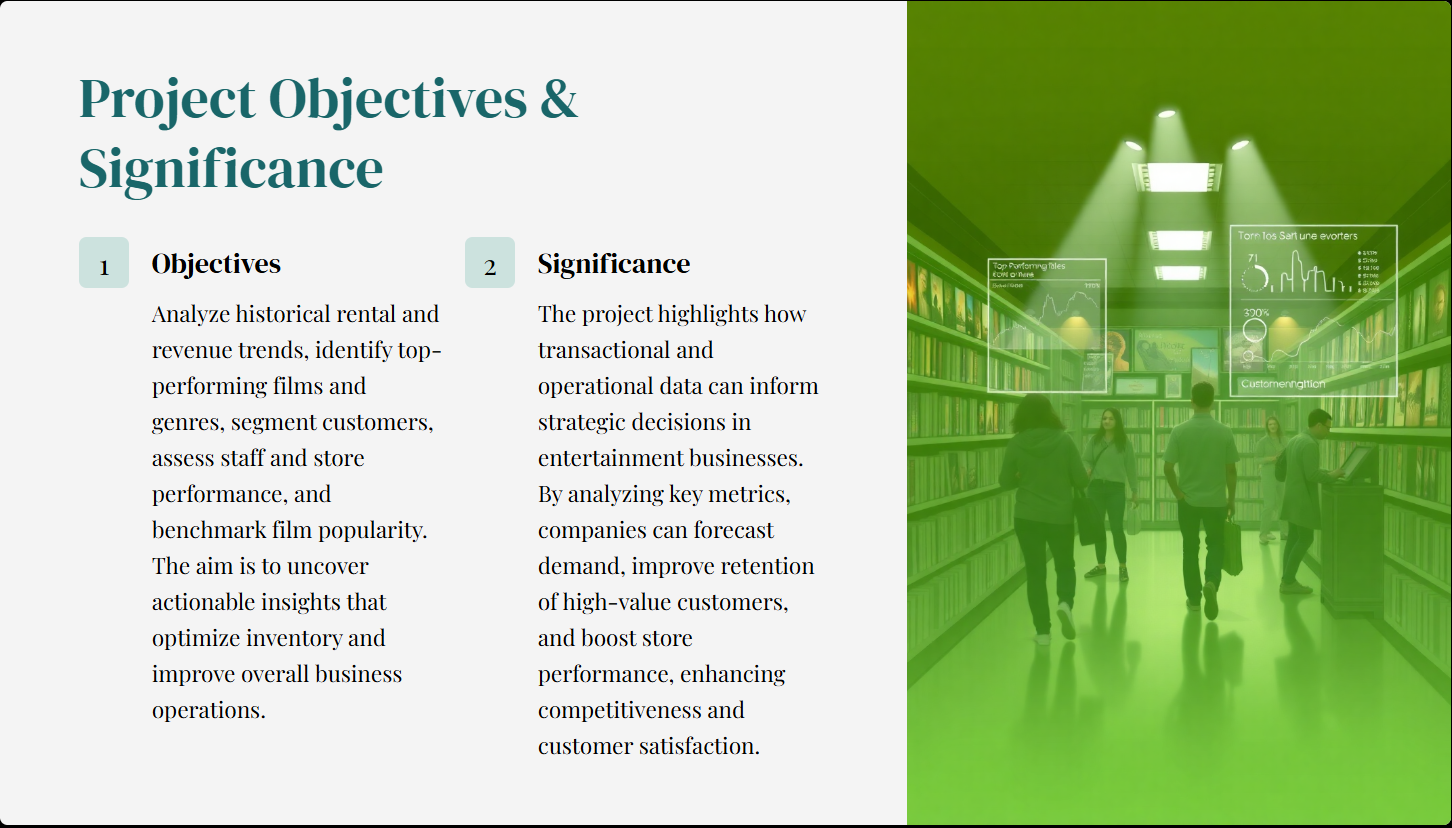 Project Objectives &
Significance
1
Objectives
Analyze historical rental and
revenue trends, identify top-
performing films and
genres, segment customers,
assess staff and store
performance, and
benchmark film popularity.
The aim is to uncover
actionable insights that
optimize inventory and
improve overall business
operations.
2
Significance
The project highlights how
transactional and
operational data can inform
strategic decisions in
entertainment businesses.
By analyzing key metrics,
companies can forecast
demand, improve retention
of high-value customers,
and boost store
performance, enhancing
competitiveness and
customer satisfaction.
71
300%